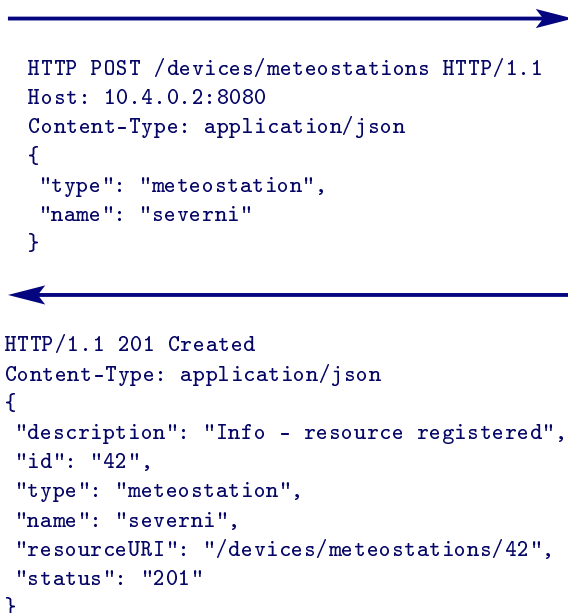 HTTP POST /devices/meteostations HTTP/1.1
Host: 10.4.0.2:8080
Content-Type: application/json
{
 "type": "meteostation",
 "name": "severni"
}
HTTP/1.1 201 Created
Content-Type: application/json
{
 "description": "Info - resource registered",
 "id": "42",
 "type": "meteostation",
 "name": "severni",
 "resourceURI": "/devices/meteostations/42",
 "status": "201"
}